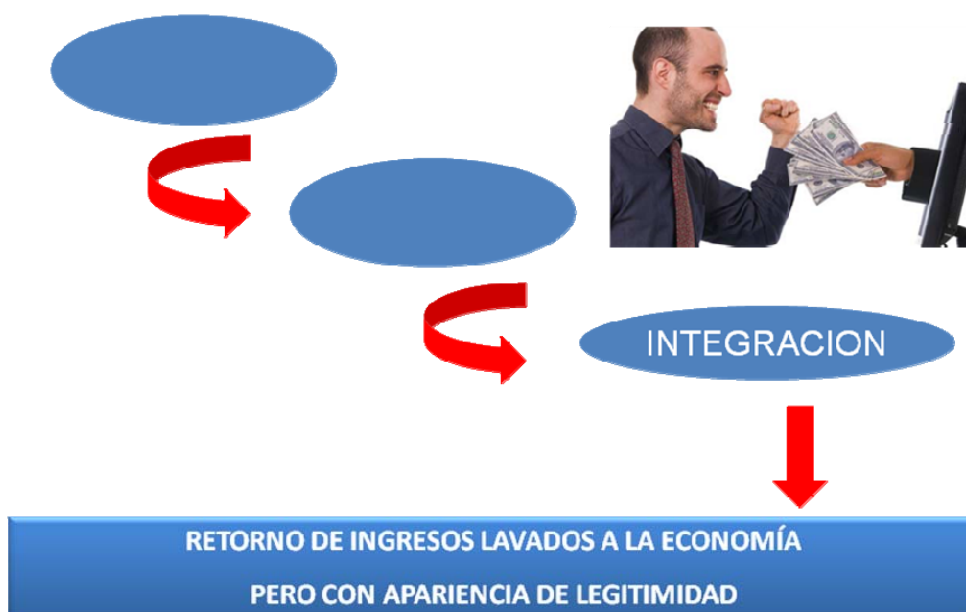 INTEGRACION
RETORNO DE INGRESOS LAVADOS A LA ECONOMÍA
PERO CON APARIENCIA DE LEGITIMIDAD